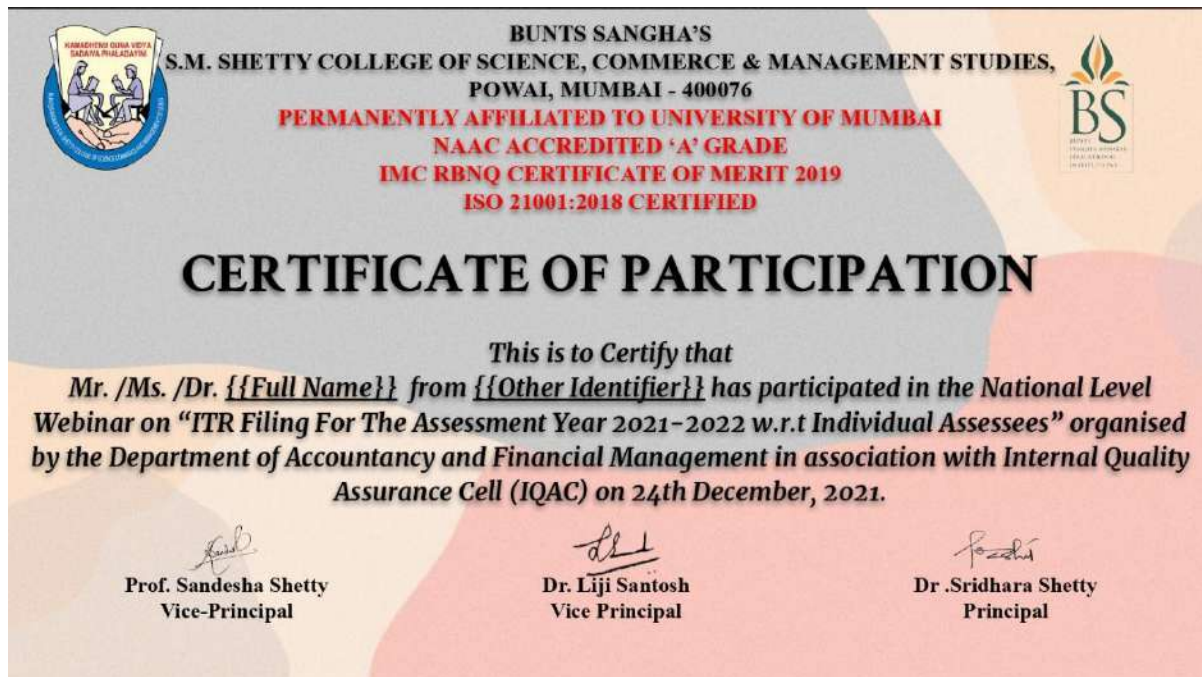 KAMADHENU GUNA VIDYA
SADAIVA PHALADAYINI
BUNTS SANGHA’S
S.M. SHETTY COLLEGE OF SCIENCE, COMMERCE & MANAGEMENT STUDIES,
POWAI, MUMBAI - 400076
PERMANENTLY AFFILIATED TO UNIVERSITY OF MUMBAI
NAAC ACCREDITED ‘A’ GRADE
IMC RBNQ CERTIFICATE OF MERIT 2019
ISO 21001:2018 CERTIFIED
BS
CERTIFICATE OF PARTICIPATION
This is to Certify that
Mr. /Ms. /Dr. {{Full Name}} from {{Other Identifier}} has participated in the National Level
Webinar on “ITR Filing For The Assessment Year 2021-2022 w.r.t Individual Assessees” organised
by the Department of Accountancy and Financial Management in association with Internal Quality
Assurance Cell (IQAC) on 24th December, 2021.
Prof. Sandesha Shetty
Vice-Principal
Dr. Liji Santosh
Vice Principal
Dr .Sridhara Shetty
Principal